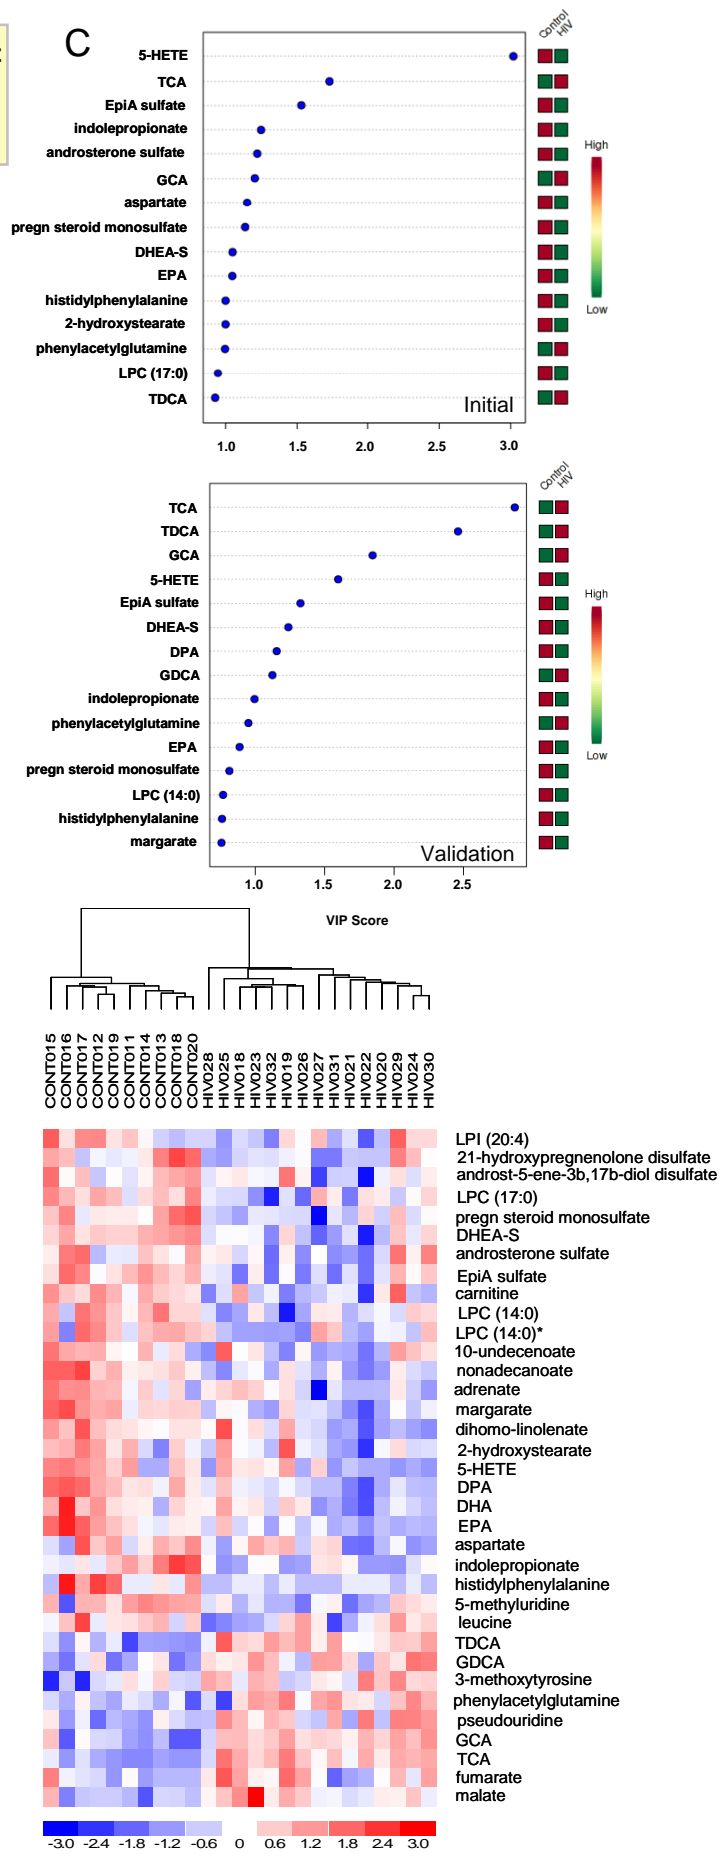 C
Control
HIV
5-HETE
TCA
EpiA sulfate
indolepropionate
androsterone sulfate
GCA
aspartate
pregn steroid monosulfate
DHEA-S
EPA
histidylphenylalanine
2-hydroxystearate
phenylacetylglutamine
LPC (17:0)
TDCA
High
Low
Initial
1.0 1.5 2.0 2.5 3.0
Control
HIV
TCA
TDCA
GCA
5-HETE
EpiA sulfate
DHEA-S
DPA
GDCA
indolepropionate
phenylacetylglutamine
EPA
pregn steroid monosulfate
LPC (14:0)
histidylphenylalanine
margarate
High
Low
Validation
1.0 1.5 2.0 2.5
VIP Score
CONT015
CONT016
CONT017
CONT012
CONT019
CONT011
CONT014
CONT013
CONT018
CONT020
HIV028
HIV025
HIV018
HIV023
HIV032
HIV019
HIV026
HIV027
HIV031
HIV021
HIV022
HIV020
HIV029
HIV024
HIV030
LPI (20:4)
21-hydroxypregnenolone disulfate
androst-5-ene-3b,17b-diol disulfate
LPC (17:0)
pregn steroid monosulfate
DHEA-S
androsterone sulfate
EpiA sulfate
carnitine
LPC (14:0)
LPC (14:0)*
10-undecenoate
nonadecanoate
adrenate
margarate
dihomo-linolenate
2-hydroxystearate
5-HETE
DPA
DHA
EPA
aspartate
indolepropionate
histidylphenylalanine
5-methyluridine
leucine
TDCA
GDCA
3-methoxytyrosine
phenylacetylglutamine
pseudouridine
GCA
TCA
fumarate
malate
-3.0 -2.4 -1.8 -1.2 -0.6 0 0.6 1.2 1.8 2.4 3.0